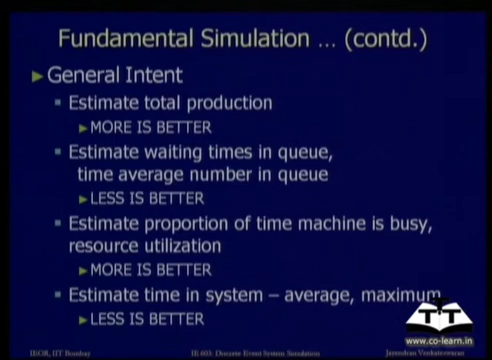 Fundamental Simulation ... (contd.)
General Intent
Estimate total production
MORE IS BETTER
Estimate waiting times in queue,
time average number in queue
LESS IS BETTER
Estimate proportion of time machine is busy,
resource utilization
MORE IS BETTER
Estimate time in system – average, maximum
LESS IS BETTER
www.co-learn.in
IEOR, IIT Bombay
IE 603: Discrete Event System Simulation
Jayendran Venkateswaran